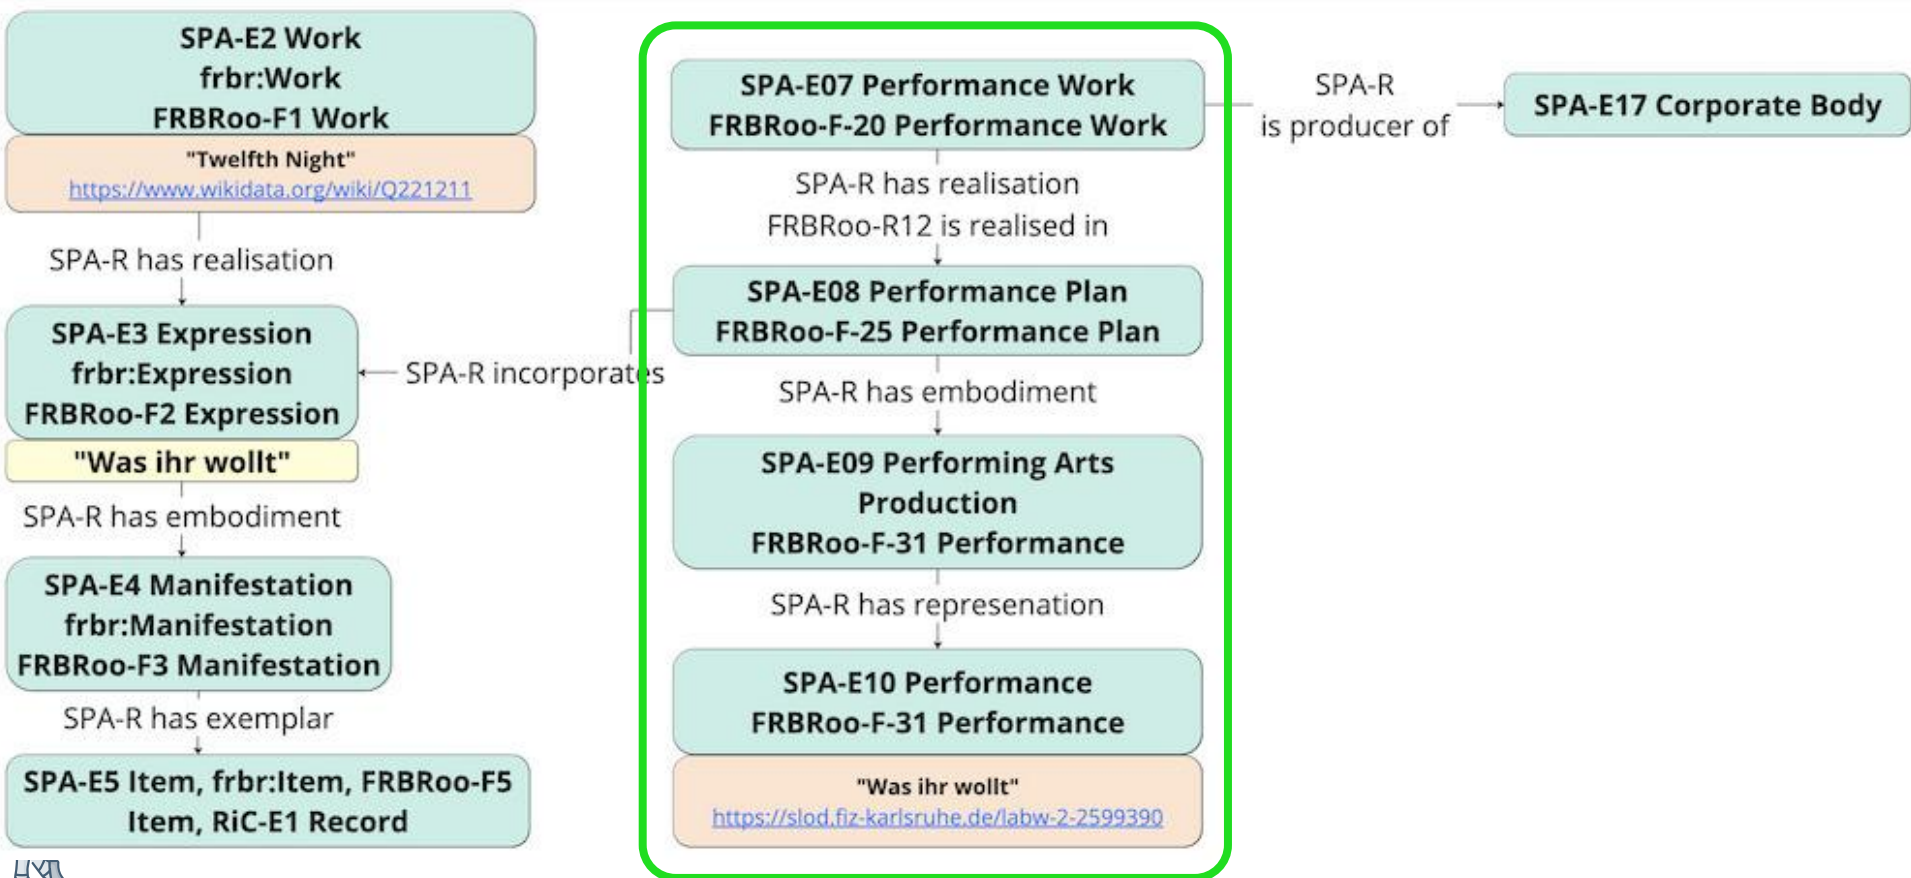 SPA-E2 Work
frbr:Work
FRBRoo-F1 Work
"Twelfth Night"
https://www.wikidata.org/wiki/Q221211
SPA-R has realisation
SPA-E3 Expression
frbr:Expression
FRBRoo-F2 Expression
"Was ihr wollt"
SPA-R has embodiment
SPA-E4 Manifestation
frbr:Manifestation
FRBRoo-F3 Manifestation
SPA-R has exemplar
SPA-E5 Item, frbr:Item, FRBRoo-F5
Item, RiC-E1 Record
SPA-R incorporates
SPA-E07 Performance Work
FRBRoo-F-20 Performance Work
SPA-R has realisation
FRBRoo-R12 is realised in
SPA-E08 Performance Plan
FRBRoo-F-25 Performance Plan
SPA-R has embodiment
SPA-E09 Performing Arts
Production
FRBRoo-F-31 Performance
SPA-R has represenation
SPA-E10 Performance
FRBRoo-F-31 Performance
"Was ihr wollt"
https://slod.fiz-karlsruhe.de/labw-2-2599390
SPA-R
is producer of
SPA-E17 Corporate Body